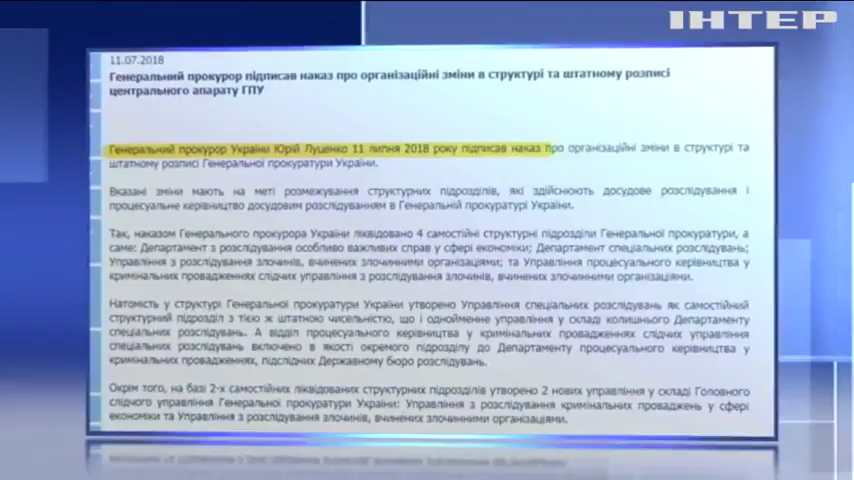 ІНТЕР
11.07.2018
Генеральний прокурор підписав наказ про організаційні зміни в структурі та штатному розписі
центрального апарату ГПУ
Генеральний прокурор України Юрій Луценко 11 липня 2018 року підписав наказ про організаційні зміни в структурі та
штатному розписі Генеральної прокуратури України.
Вказані зміни мають на меті розмежування структурних підрозділів, які здійснюють досудове розслідування і
процесуальне керівництво досудовим розслідуванням в Генеральній прокуратурі України.
Так, наказом Генерального прокурора України ліквідовано 4 самостійні структурні підрозділи Генеральної прокуратури, а
саме: Департамент з розслідування особливо важливих справ у сфері економіки; Департамент спеціальних розслідувань;
Управління з розслідування злочинів, вчинених злочинними організаціями; та Управління процесуального керівництва у
кримінальних провадженнях слідчих управління з розслідування злочинів, вчинених злочинними організаціями.
Натомість у структурі Генеральної прокуратури України утворено Управління спеціальних розслідувань як самостійний
структурний підрозділ з тією ж штатною чисельністю, що і однойменне управління у складі колишнього Департаменту
спеціальних розслідувань. А відділ процесуального керівництва у кримінальних провадженнях слідчих управління
спеціальних розслідувань включено в якості окремого підрозділу до Департаменту процесуального керівництва у
кримінальних провадженнях, підслідних Державному бюро розслідувань.
Окрім того, на базі 2-х самостійних ліквідованих структурних підрозділів утворено 2 нових управління у складі Головного
слідчого управління Генеральної прокуратури України: Управління з розслідування кримінальних проваджень у сфері
економіки та Управління з розслідування злочинів, вчинених злочинними організаціями.